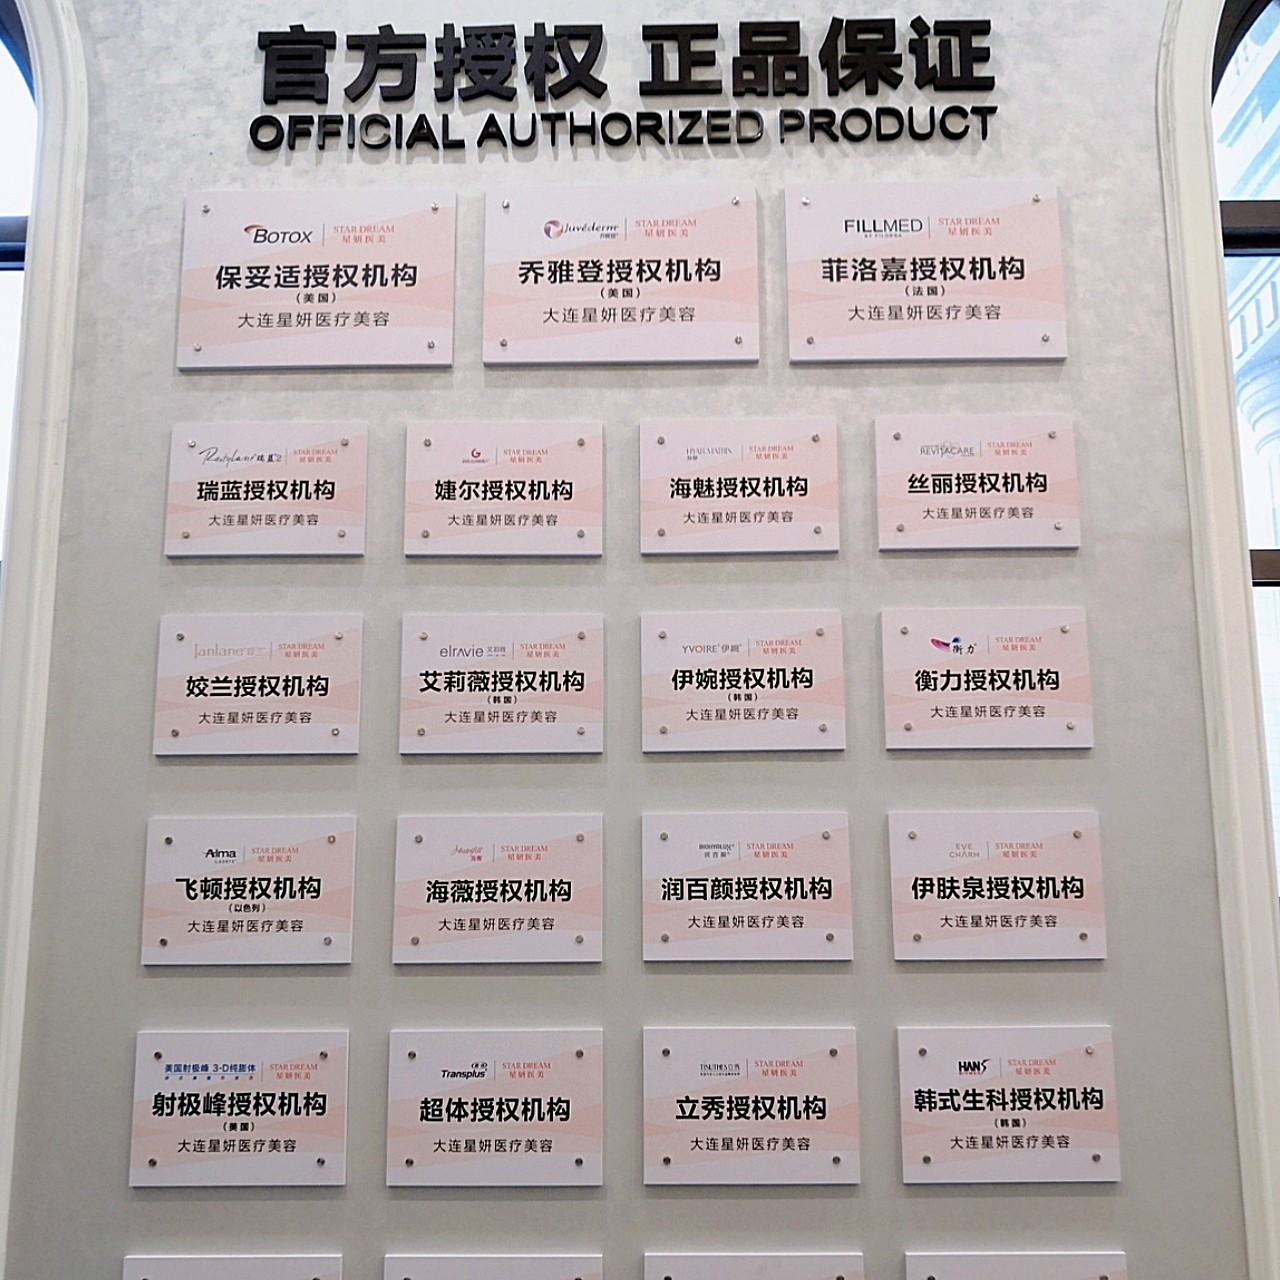 官方授权 正品保证
OFFICIAL AUTHORIZED PRODUCT
BOTOX STAR DREAM 星妍医美
保妥适授权机构
(美国)
大连星妍医疗美容
Juvéderm STAR DREAM 星妍医美
乔雅登授权机构
(美国)
大连星妍医疗美容
FILLMED STAR DREAM 星妍医美
菲洛嘉授权机构
(法国)
大连星妍医疗美容
Restylane 瑞蓝2 STAR DREAM 星妍医美
瑞蓝授权机构
大连星妍医疗美容
STAR DREAM 星妍医美
婕尔授权机构
大连星妍医疗美容
STAR DREAM 星妍医美
海魅授权机构
大连星妍医疗美容
REVITACARE STAR DREAM 星妍医美
丝丽授权机构
大连星妍医疗美容
Janlane STAR DREAM 星妍医美
姣兰授权机构
大连星妍医疗美容
elravie 艾莉薇 STAR DREAM 星妍医美
艾莉薇授权机构
(韩国)
大连星妍医疗美容
YVOIRE 伊婉 STAR DREAM 星妍医美
伊婉授权机构
(韩国)
大连星妍医疗美容
衡力 STAR DREAM 星妍医美
衡力授权机构
大连星妍医疗美容
Alma Lasers STAR DREAM 星妍医美
飞顿授权机构
(以色列)
大连星妍医疗美容
海薇 STAR DREAM 星妍医美
海薇授权机构
大连星妍医疗美容
BIOHYALUX 润百颜 STAR DREAM 星妍医美
润百颜授权机构
大连星妍医疗美容
EVE CHARM STAR DREAM 星妍医美
伊肤泉授权机构
大连星妍医疗美容
美国射极峰 3-D纯膨体 STAR DREAM 星妍医美
射极峰授权机构
(美国)
大连星妍医疗美容
Transplus STAR DREAM 星妍医美
超体授权机构
大连星妍医疗美容
立秀 STAR DREAM 星妍医美
立秀授权机构
大连星妍医疗美容
HANS STAR DREAM 星妍医美
韩式生科授权机构
(韩国)
大连星妍医疗美容